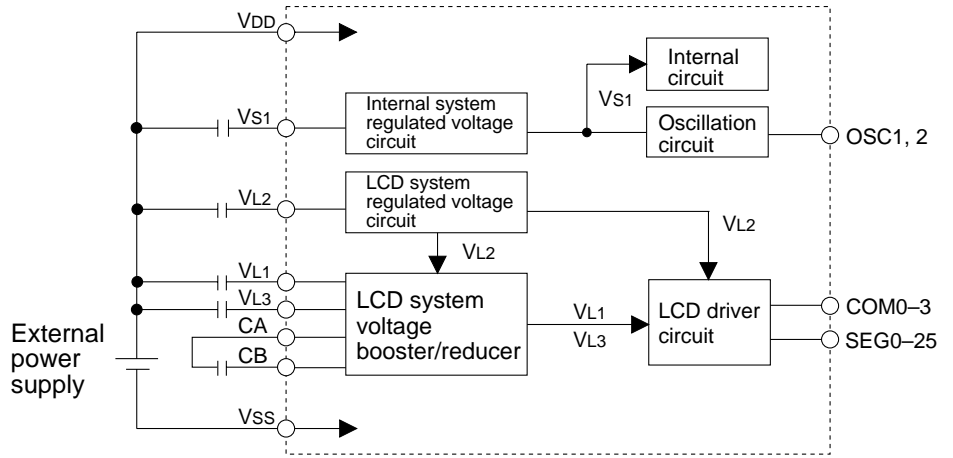 VDD
Internal
circuit
VS1
VS1
Internal system
regulated voltage
circuit
Oscillation
circuit
OSC1, 2
VL2
LCD system
regulated voltage
circuit
VL2
VL2
VL1
VL3
CA
CB
LCD system
voltage
booster/reducer
VL1
VL3
LCD driver
circuit
COM0–3
SEG0–25
External
power
supply
VSS